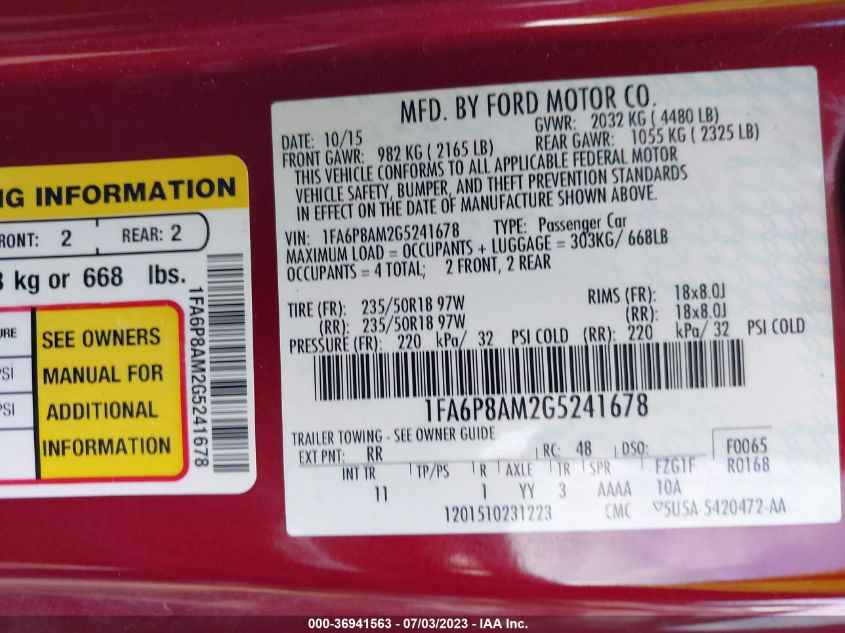 MFD. BY FORD MOTOR CO.
DATE: 10/15 GVWR: 2032 KG ( 4480 LB)
FRONT GAWR: 982 KG ( 2165 LB) REAR GAWR: 1055 KG ( 2325 LB)
THIS VEHICLE CONFORMS TO ALL APPLICABLE FEDERAL MOTOR
VEHICLE SAFETY, BUMPER, AND THEFT PREVENTION STANDARDS
IN EFFECT ON THE DATE OF MANUFACTURE SHOWN ABOVE.
VIN: 1FA6P8AM2G5241678 TYPE: Passenger Car
MAXIMUM LOAD = OCCUPANTS + LUGGAGE = 303KG/ 668LB
OCCUPANTS = 4 TOTAL; 2 FRONT, 2 REAR
TIRE (FR): 235/50R18 97W RIMS (FR): 18x8.0J
(RR): 235/50R18 97W (RR): 18x8.0J
PRESSURE (FR): 220 kPa/ 32 PSI COLD (RR): 220 kPa/ 32 PSI COLD
1FA6P8AM2G5241678
TRAILER TOWING - SEE OWNER GUIDE
EXT PNT: RR RC: 48 DSO: F0065
INT TR TP/PS R AXLE TR SPR FZGTF R0168
11 1 YY 3 AAAA 10A
1201510231223 CMC ▽SU5A-5420472-AA
NG INFORMATION
RONT: 2 REAR: 2
3 kg or 668 lbs.
URE
PSI
PSI
SEE OWNERS
MANUAL FOR
ADDITIONAL
INFORMATION
1FA6P8AM2G5241678
000-36941563 - 07/03/2023 - IAA Inc.